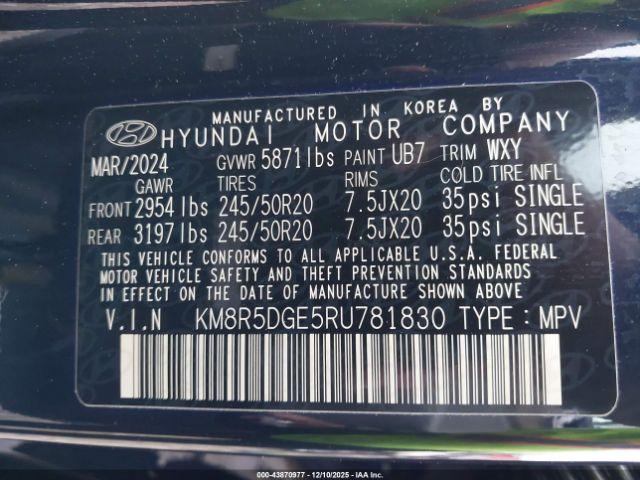 MANUFACTURED IN KOREA BY
HYUNDAI MOTOR COMPANY
MAR/2024 GVWR 5871lbs PAINT UB7 TRIM WXY
GAWR TIRES RIMS COLD TIRE INFL
FRONT 2954 lbs 245/50R20 7.5JX20 35psi SINGLE
REAR 3197 lbs 245/50R20 7.5JX20 35psi SINGLE
THIS VEHICLE CONFORMS TO ALL APPLICABLE U.S.A. FEDERAL
MOTOR VEHICLE SAFETY AND THEFT PREVENTION STANDARDS
IN EFFECT ON THE DATE OF MANUFACTURE SHOWN ABOVE.
V.I.N KM8R5DGE5RU781830 TYPE : MPV
000-43870977 - 12/10/2025 - IAA Inc.